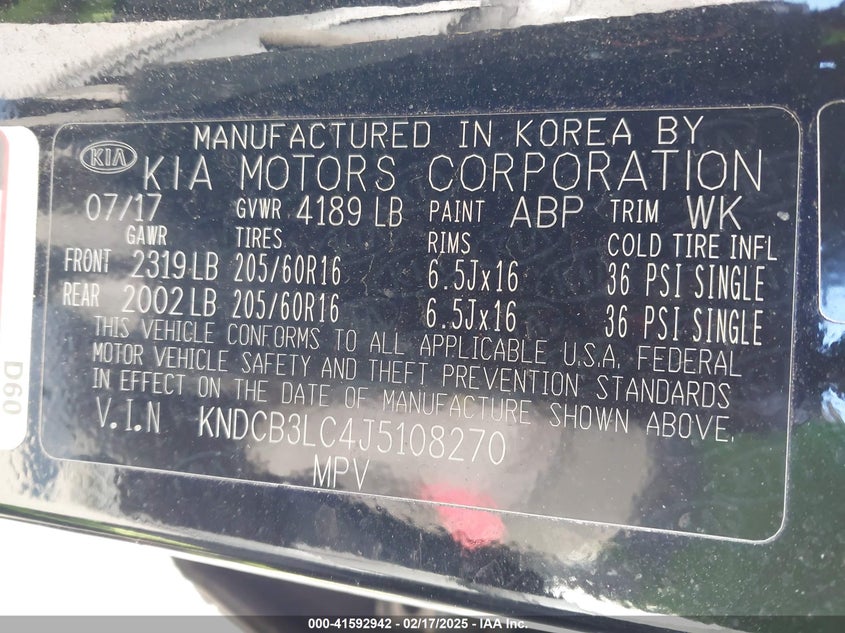 MANUFACTURED IN KOREA BY
KIA KIA MOTORS CORPORATION
07/17 GVWR 4189 LB PAINT ABP TRIM WK
GAWR TIRES RIMS COLD TIRE INFL
FRONT 2319 LB 205/60R16 6.5Jx16 36 PSI SINGLE
REAR 2002 LB 205/60R16 6.5Jx16 36 PSI SINGLE
THIS VEHICLE CONFORMS TO ALL APPLICABLE U.S.A. FEDERAL
MOTOR VEHICLE SAFETY AND THEFT PREVENTION STANDARDS
IN EFFECT ON THE DATE OF MANUFACTURE SHOWN ABOVE.
V.I.N KNDCB3LC4J5108270
MPV
D60
000-41592942 - 02/17/2025 - IAA Inc.